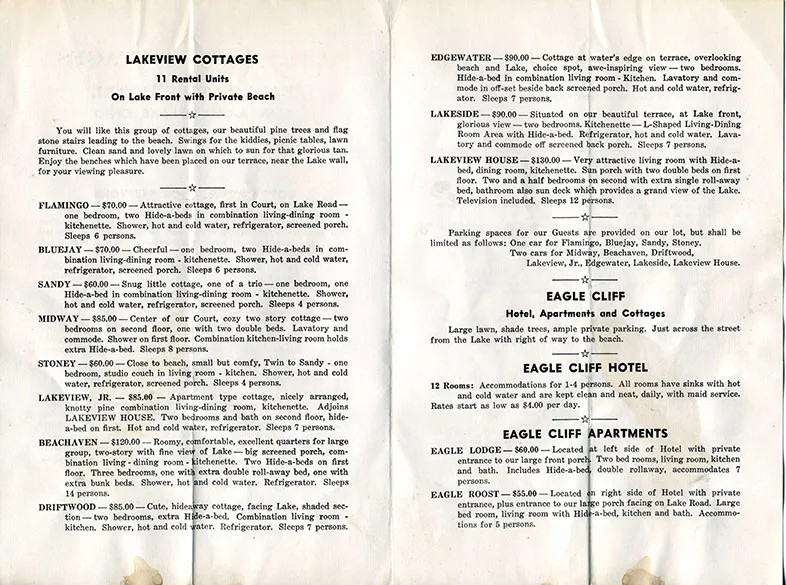 LAKEVIEW COTTAGES
11 Rental Units
On Lake Front with Private Beach
You will like this group of cottages, our beautiful pine trees and flag
stone stairs leading to the beach. Swings for the kiddies, picnic tables, lawn
furniture. Clean sand and lovely lawn on which to sun for that glorious tan.
Enjoy the benches which have been placed on our terrace, near the Lake wall,
for your viewing pleasure.
FLAMINGO — $70.00 — Attractive cottage, first in Court, on Lake Road —
one bedroom, two Hide-a-beds in combination living-dining room -
kitchenette. Shower, hot and cold water, refrigerator, screened porch.
Sleeps 6 persons.
BLUEJAY — $70.00 — Cheerful — one bedroom, two Hide-a-beds in com-
bination living-dining room - kitchenette. Shower, hot and cold water,
refrigerator, screened porch. Sleeps 6 persons.
SANDY — $60.00 — Snug little cottage, one of a trio — one bedroom, one
Hide-a-bed in combination living-dining room - kitchenette. Shower,
hot and cold water, refrigerator, screened porch. Sleeps 4 persons.
MIDWAY — $85.00 — Center of our Court, cozy two story cottage — two
bedrooms on second floor, one with two double beds. Lavatory and
commode. Shower on first floor. Combination kitchen-living room holds
extra Hide-a-bed. Sleeps 8 persons.
STONEY — $60.00 — Close to beach, small but comfy, Twin to Sandy - one
bedroom, studio couch in living room - kitchen. Shower, hot and cold
water, refrigerator, screened porch. Sleeps 4 persons.
LAKEVIEW, JR. — $85.00 — Apartment type cottage, nicely arranged,
knotty pine combination living-dining room, kitchenette. Adjoins
LAKEVIEW HOUSE. Two bedrooms and bath on second floor, hide-
a-bed on first. Hot and cold water, refrigerator. Sleeps 7 persons.
BEACHAVEN — $120.00 — Roomy, comfortable, excellent quarters for large
group, two-story with fine view of Lake — big screened porch, com-
bination living - dining room - kitchenette. Two Hide-a-beds on first
floor. Three bedrooms, one with extra double roll-away bed, one with
extra bunk beds. Shower, hot and cold water. Refrigerator. Sleeps
14 persons.
DRIFTWOOD — $85.00 — Cute, hideaway cottage, facing Lake, shaded sec-
tion — two bedrooms, extra Hide-a-bed. Combination living room -
kitchen. Shower, hot and cold water. Refrigerator. Sleeps 7 persons.
EDGEWATER — $90.00 — Cottage at water's edge on terrace, overlooking
beach and Lake, choice spot, awe-inspiring view — two bedrooms.
Hide-a-bed in combination living room - Kitchen. Lavatory and com-
mode in off-set beside back screened porch. Hot and cold water, refrig-
erator. Sleeps 7 persons.
LAKESIDE — $90.00 — Situated on our beautiful terrace, at Lake front,
glorious view — two bedrooms. Kitchenette — L-Shaped Living-Dining
Room Area with Hide-a-bed. Refrigerator, hot and cold water. Lava-
tory and commode off screened back porch. Sleeps 7 persons.
LAKEVIEW HOUSE — $130.00 — Very attractive living room with Hide-a-
bed, dining room, kitchenette. Sun porch with two double beds on first
floor. Two and a half bedrooms on second with extra single roll-away
bed, bathroom also sun deck which provides a grand view of the Lake.
Television included. Sleeps 12 persons.
Parking spaces for our Guests are provided on our lot, but shall be
limited as follows: One car for Flamingo, Bluejay, Sandy, Stoney.
Two cars for Midway, Beachaven, Driftwood,
Lakeview, Jr., Edgewater, Lakeside, Lakeview House.
EAGLE CLIFF
Hotel, Apartments and Cottages
Large lawn, shade trees, ample private parking. Just across the street
from the Lake with right of way to the beach.
EAGLE CLIFF HOTEL
12 Rooms: Accommodations for 1-4 persons. All rooms have sinks with hot
and cold water and are kept clean and neat, daily, with maid service.
Rates start as low as $4.00 per day.
EAGLE CLIFF APARTMENTS
EAGLE LODGE — $60.00 — Located at left side of Hotel with private
entrance to our large front porch. Two bed rooms, living room, kitchen
and bath. Includes Hide-a-bed, double rollaway, accommodates 7
persons.
EAGLE ROOST — $55.00 — Located on right side of Hotel with private
entrance, plus entrance to our large porch facing on Lake Road. Large
bed room, living room with Hide-a-bed, kitchen and bath. Accommo-
tions for 5 persons.